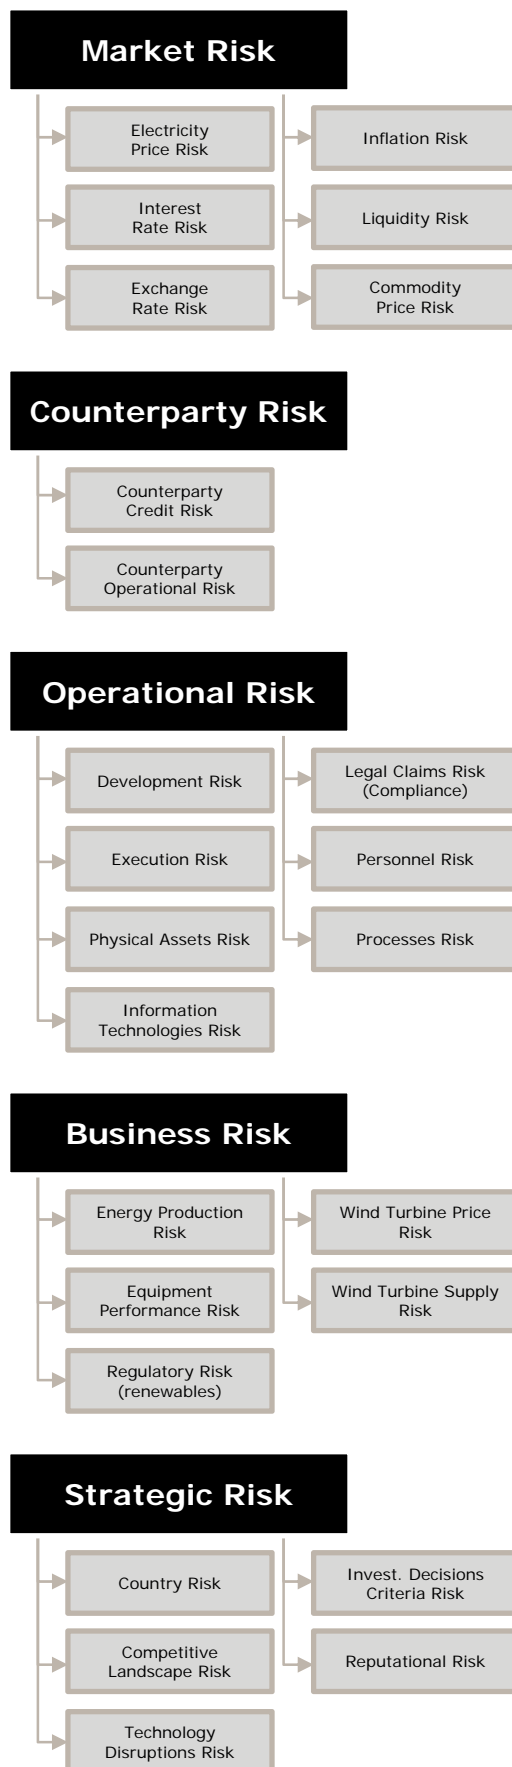 Market Risk
Electricity
Price Risk
Inflation Risk
Interest
Rate Risk
Liquidity Risk
Exchange
Rate Risk
Commodity
Price Risk
Counterparty Risk
Counterparty
Credit Risk
Counterparty
Operational Risk
Operational Risk
Development Risk
Legal Claims Risk
(Compliance)
Execution Risk
Personnel Risk
Physical Assets Risk
Processes Risk
Information
Technologies Risk
Business Risk
Energy Production
Risk
Wind Turbine Price
Risk
Equipment
Performance Risk
Wind Turbine Supply
Risk
Regulatory Risk
(renewables)
Strategic Risk
Country Risk
Invest. Decisions
Criteria Risk
Competitive
Landscape Risk
Reputational Risk
Technology
Disruptions Risk